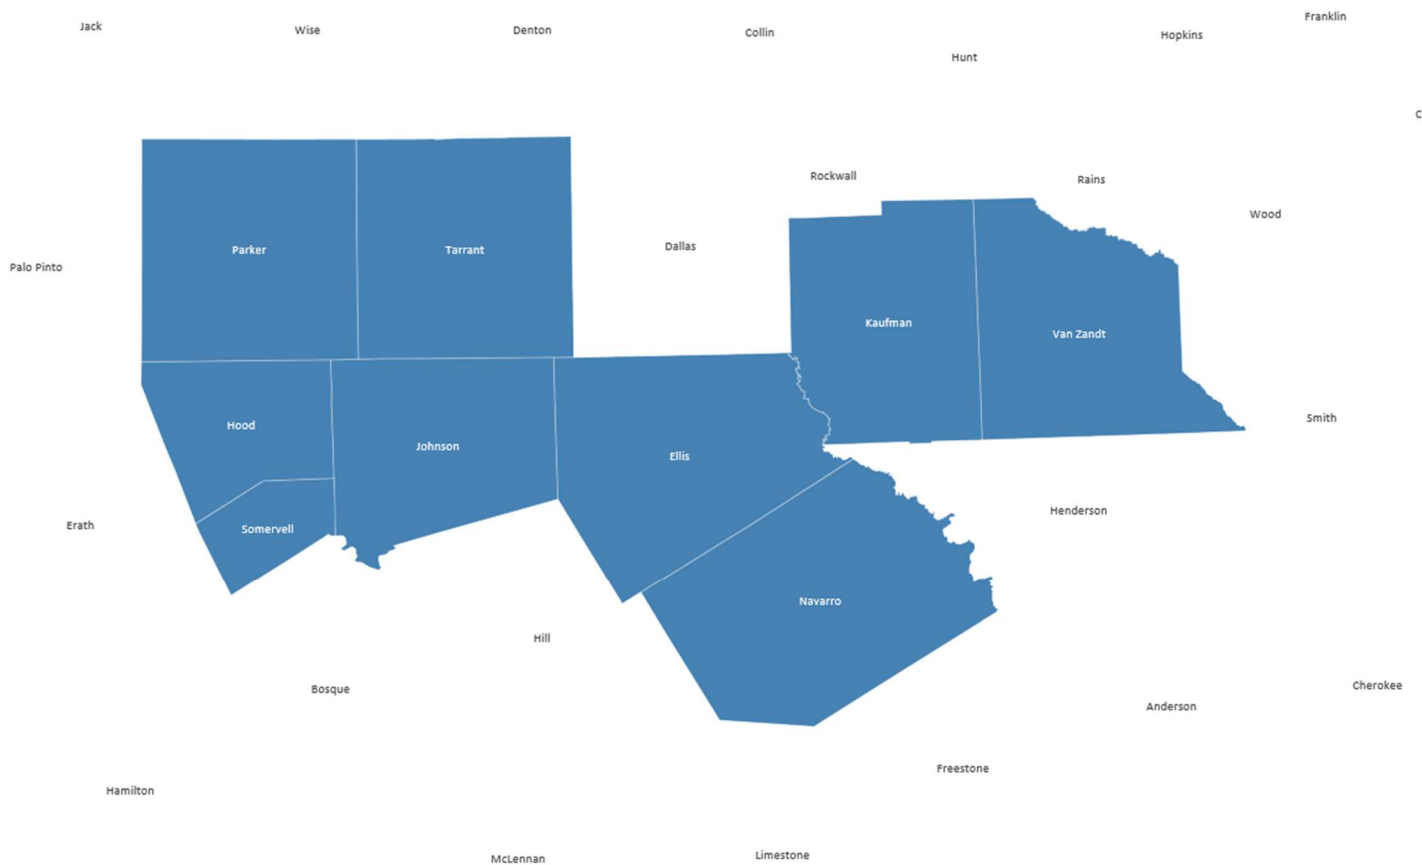 Franklin
Jack
Wise
Denton
Collin
Hopkins
Hunt
C
Rockwall
Rains
Wood
Parker
Tarrant
Dallas
Palo Pinto
Kaufman
Van Zandt
Smith
Hood
Johnson
Ellis
Henderson
Erath
Somervell
Navarro
Hill
Cherokee
Bosque
Anderson
Freestone
Hamilton
Limestone
McLennan